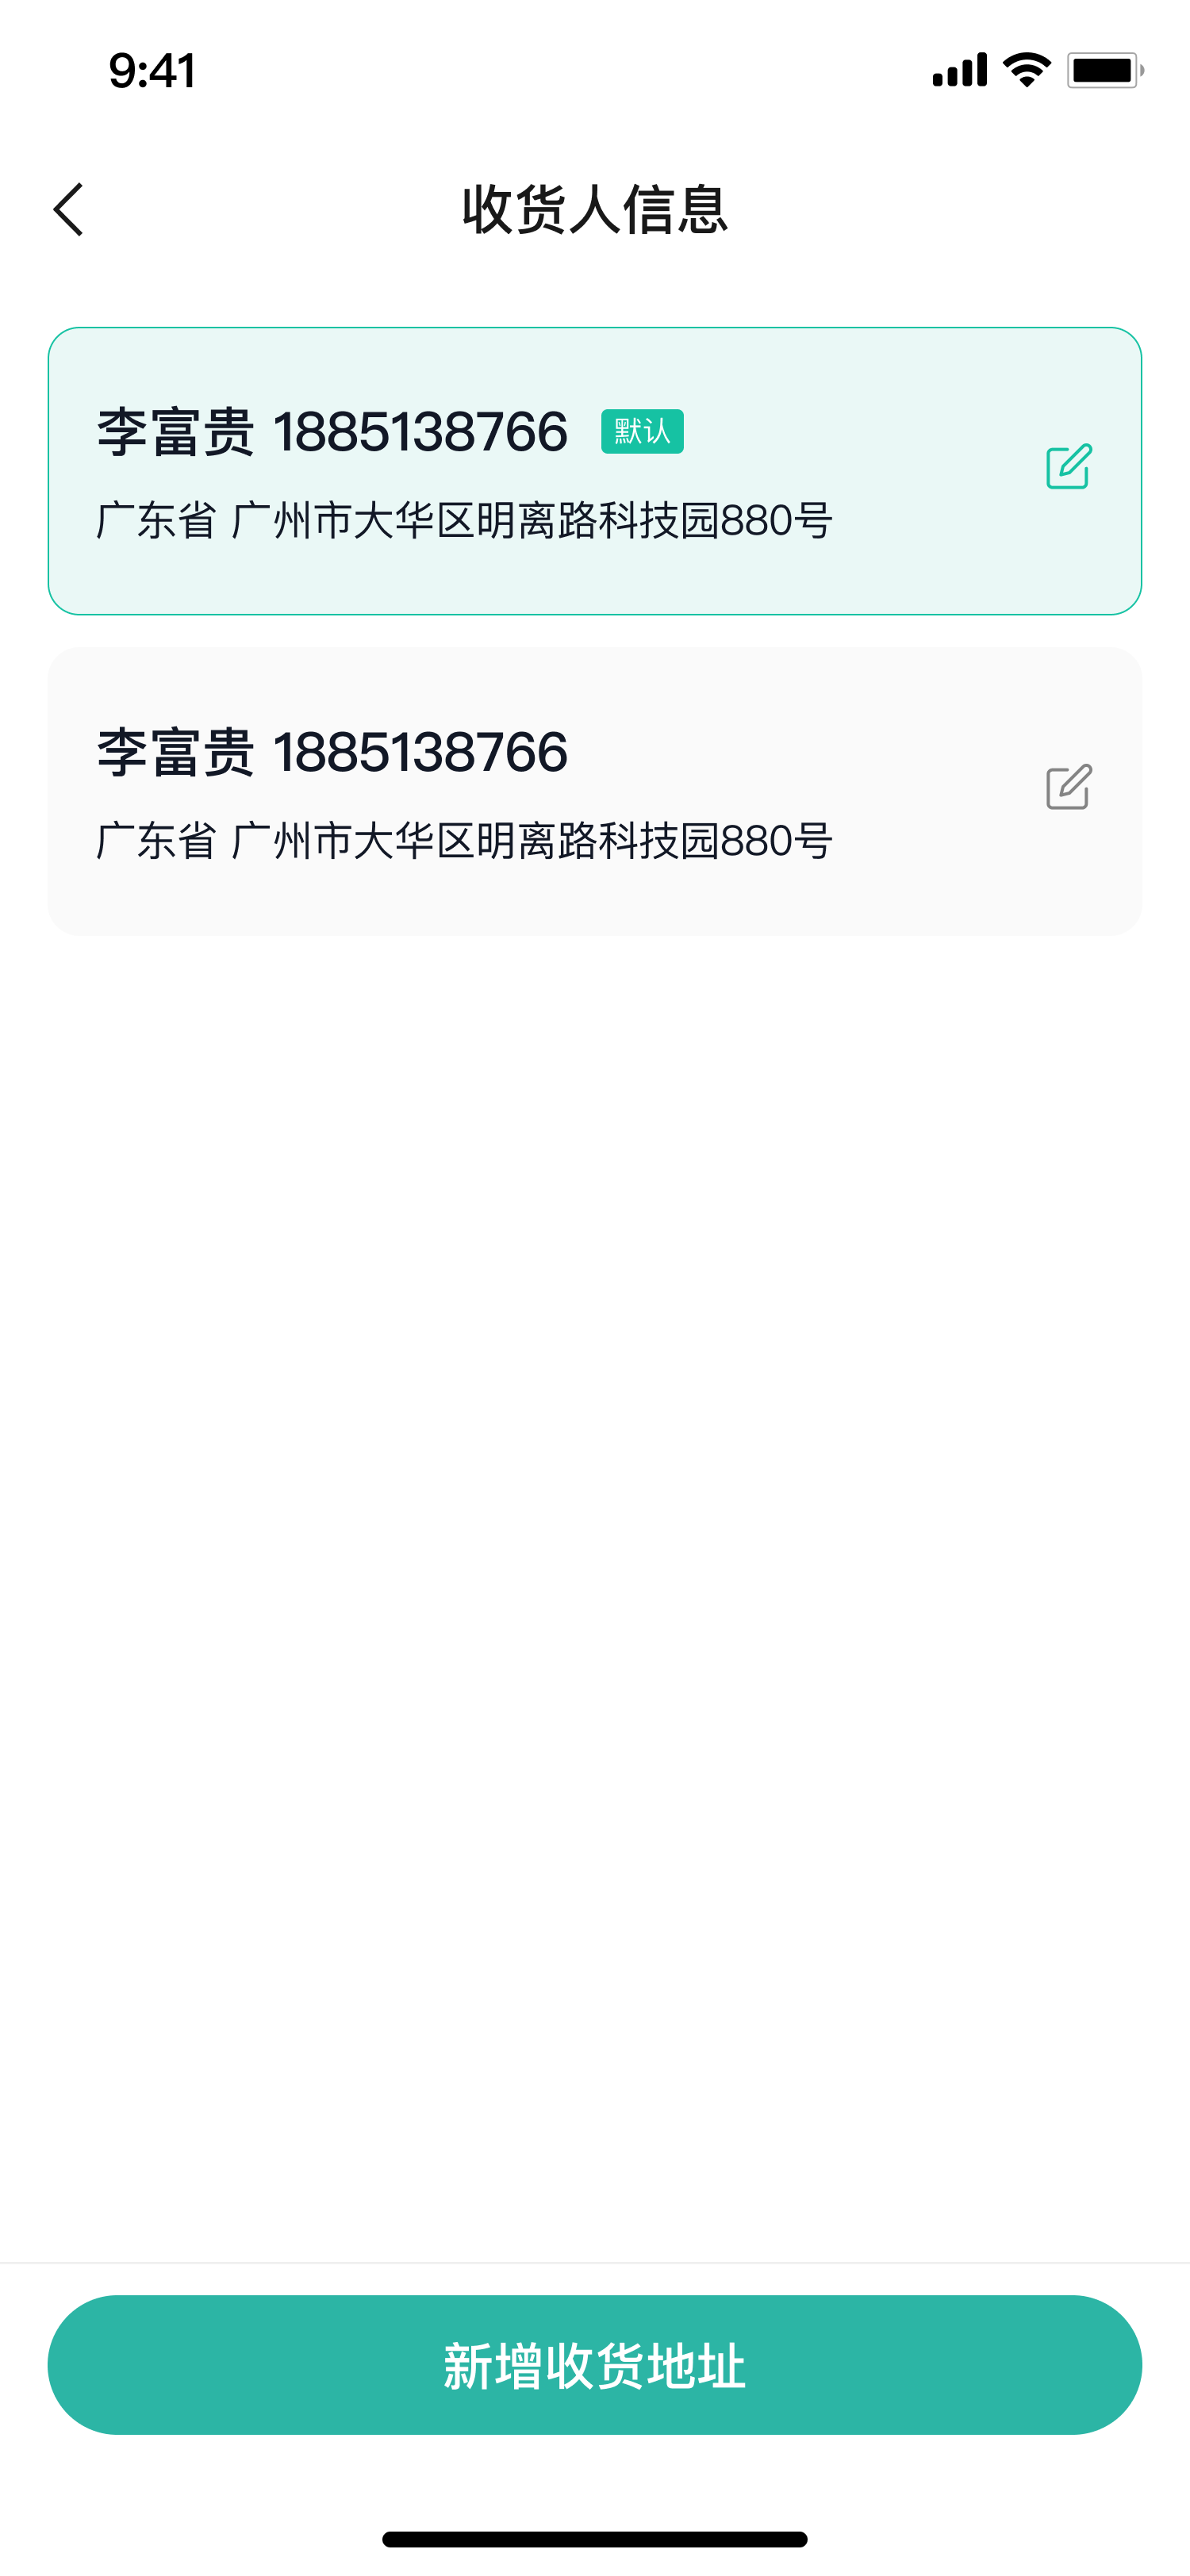 9:41
收货人信息
李富贵 1885138766 默认
广东省 广州市大华区明离路科技园880号
李富贵 1885138766
广东省 广州市大华区明离路科技园880号
新增收货地址